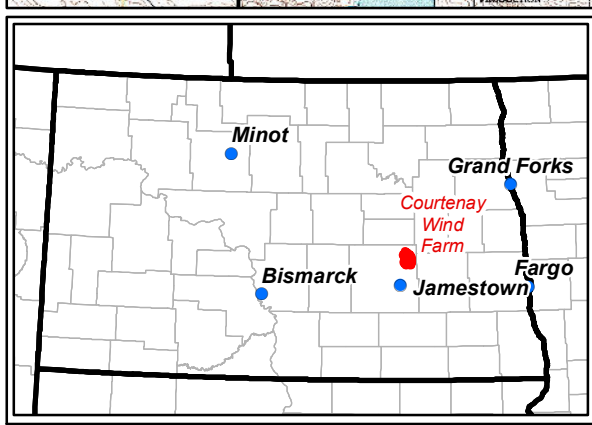 Minot
Grand Forks
Courtenay
Wind
Farm
Bismarck
Fargo
Jamestown